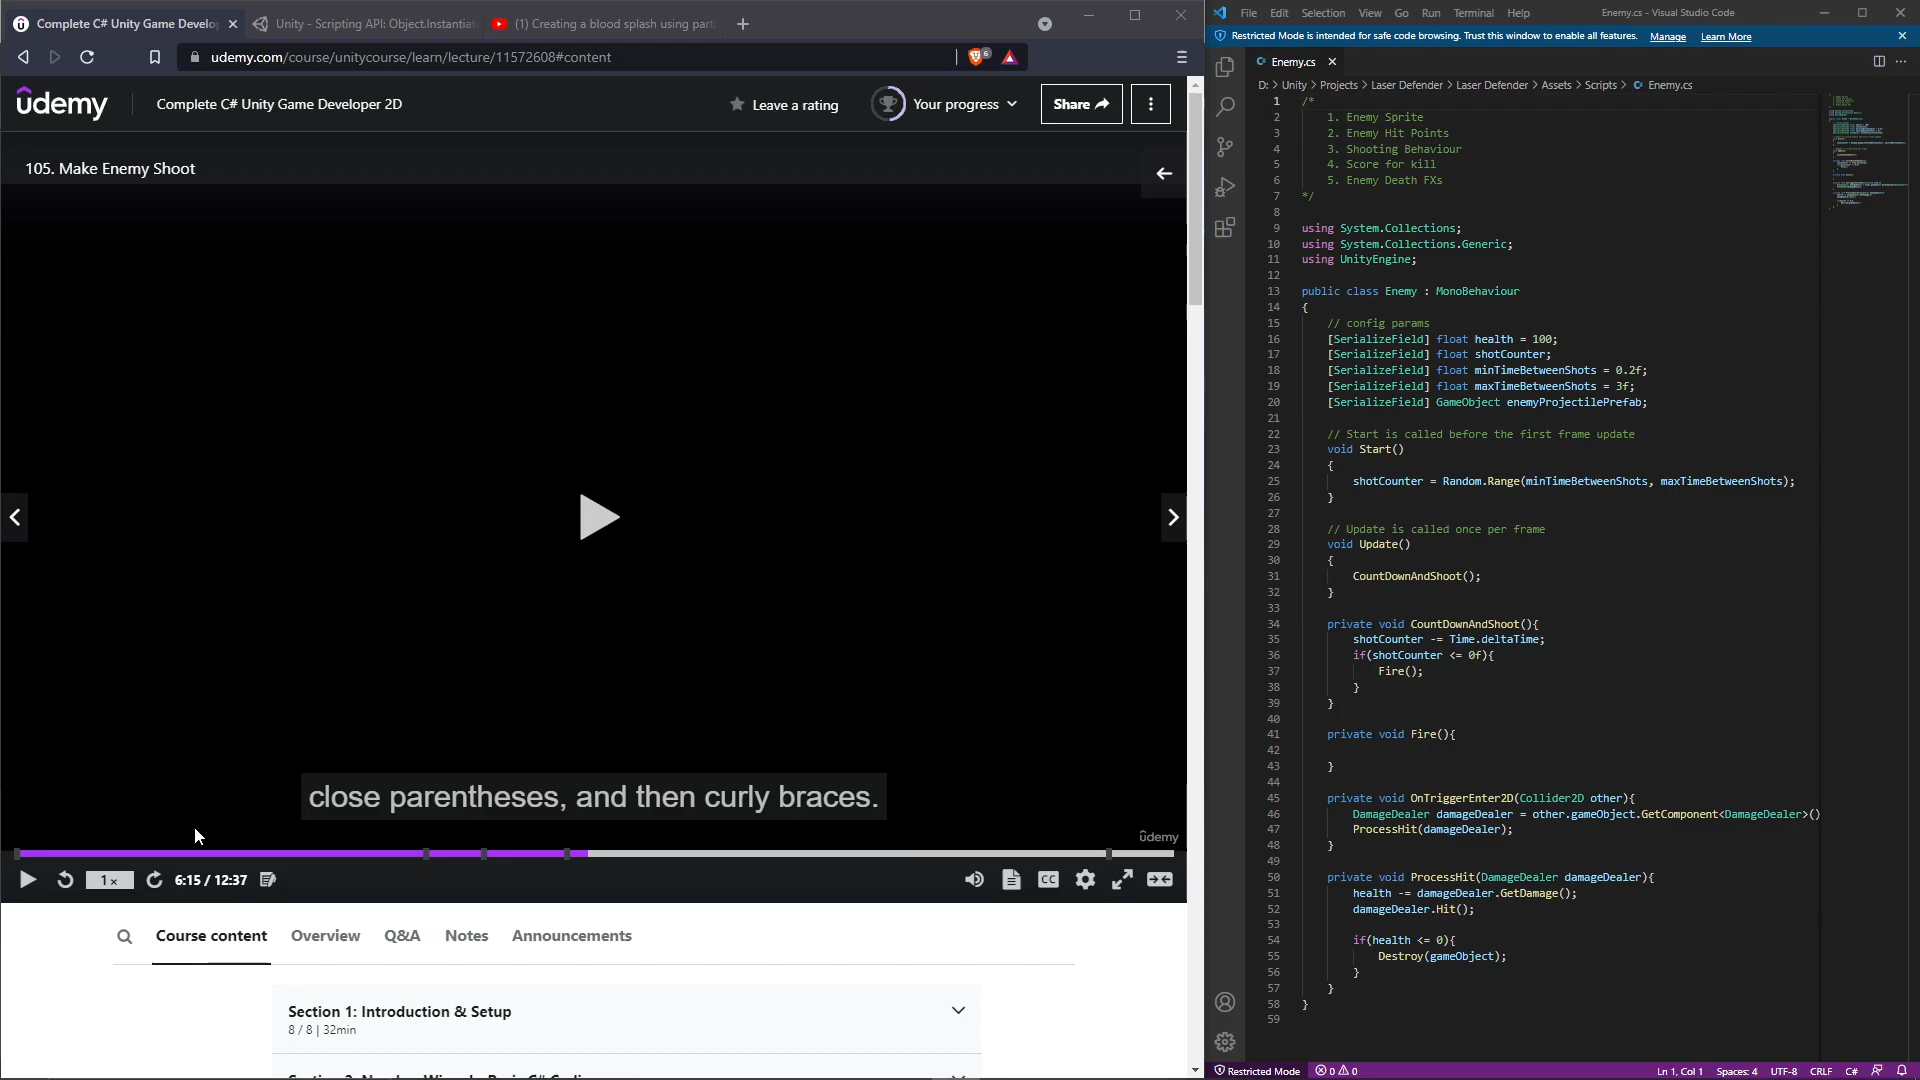 Complete C# Unity Game Develo
Unity - Scripting API: Object.Instantiat
(1) Creating a blood splash using part
udemy.com/course/unitycourse/learn/lecture/11572608#content
6
ûdemy
Complete C# Unity Game Developer 2D
Leave a rating
Your progress
Share
105. Make Enemy Shoot
close parentheses, and then curly braces.
ûdemy
1x
6:15 / 12:37
CC
Course content
Overview
Q&A
Notes
Announcements
Section 1: Introduction & Setup
8 / 8 | 32min
File Edit Selection View Go Run Terminal Help
Enemy.cs - Visual Studio Code
Restricted Mode is intended for safe code browsing. Trust this window to enable all features. Manage Learn More
Enemy.cs
D: > Unity > Projects > Laser Defender > Laser Defender > Assets > Scripts > Enemy.cs
1 /*
2 1. Enemy Sprite
3 2. Enemy Hit Points
4 3. Shooting Behaviour
5 4. Score for kill
6 5. Enemy Death FXs
7 */
8
9 using System.Collections;
10 using System.Collections.Generic;
11 using UnityEngine;
12
13 public class Enemy : MonoBehaviour
14 {
15 // config params
16 [SerializeField] float health = 100;
17 [SerializeField] float shotCounter;
18 [SerializeField] float minTimeBetweenShots = 0.2f;
19 [SerializeField] float maxTimeBetweenShots = 3f;
20 [SerializeField] GameObject enemyProjectilePrefab;
21
22 // Start is called before the first frame update
23 void Start()
24 {
25 shotCounter = Random.Range(minTimeBetweenShots, maxTimeBetweenShots);
26 }
27
28 // Update is called once per frame
29 void Update()
30 {
31 CountDownAndShoot();
32 }
33
34 private void CountDownAndShoot(){
35 shotCounter -= Time.deltaTime;
36 if(shotCounter <= 0f){
37 Fire();
38 }
39 }
40
41 private void Fire(){
42
43 }
44
45 private void OnTriggerEnter2D(Collider2D other){
46 DamageDealer damageDealer = other.gameObject.GetComponent<DamageDealer>()
47 ProcessHit(damageDealer);
48 }
49
50 private void ProcessHit(DamageDealer damageDealer){
51 health -= damageDealer.GetDamage();
52 damageDealer.Hit();
53
54 if(health <= 0){
55 Destroy(gameObject);
56 }
57 }
58 }
59
Restricted Mode 0 0
Ln 1, Col 1 Spaces: 4 UTF-8 CRLF C#